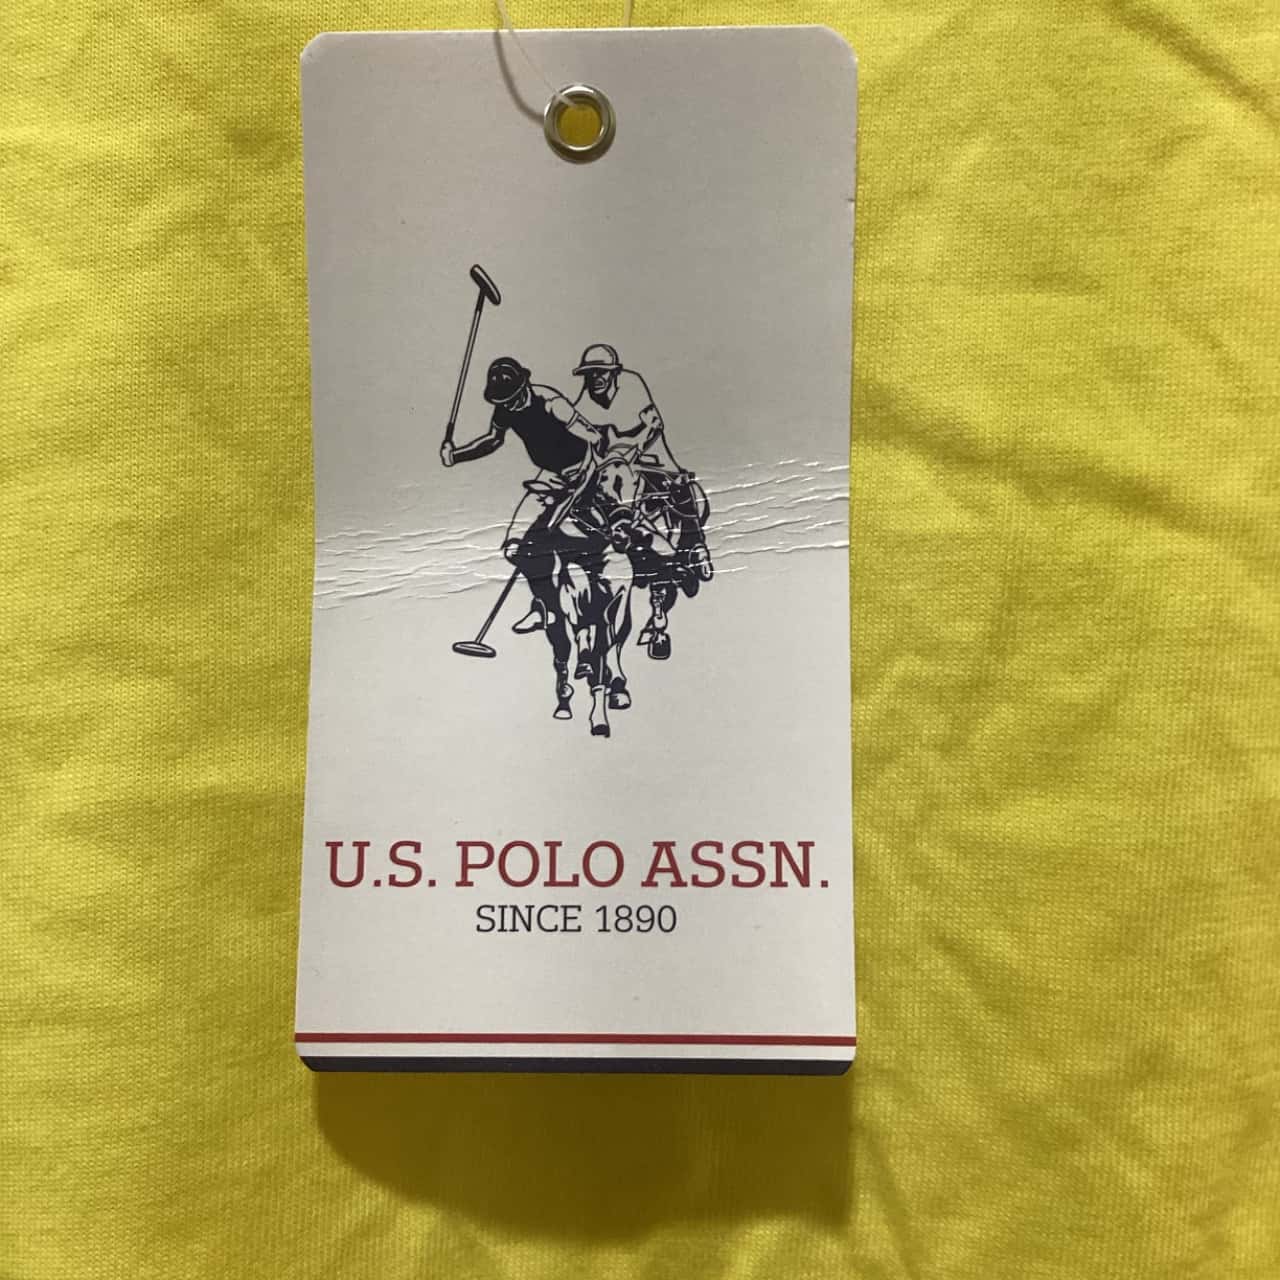 U.S. POLO ASSN.
SINCE 1890